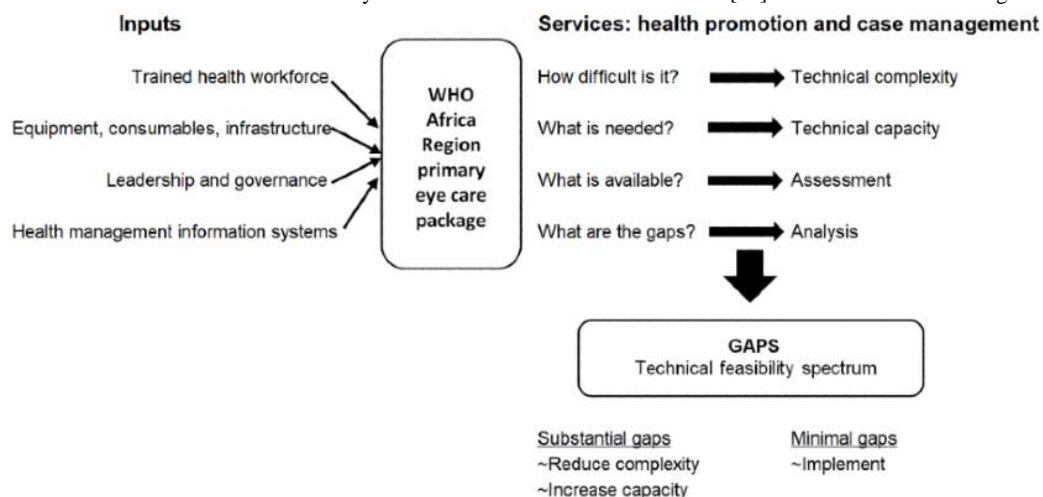 Inputs
Trained health workforce
Equipment, consumables, infrastructure
Leadership and governance
Health management information systems
WHO
Africa
Region
primary
eye care
package
Services: health promotion and case management
How difficult is it? Technical complexity
What is needed? Technical capacity
What is available? Assessment
What are the gaps? Analysis
GAPS
Technical feasibility spectrum
Substantial gaps
~Reduce complexity
~Increase capacity
Minimal gaps
~Implement